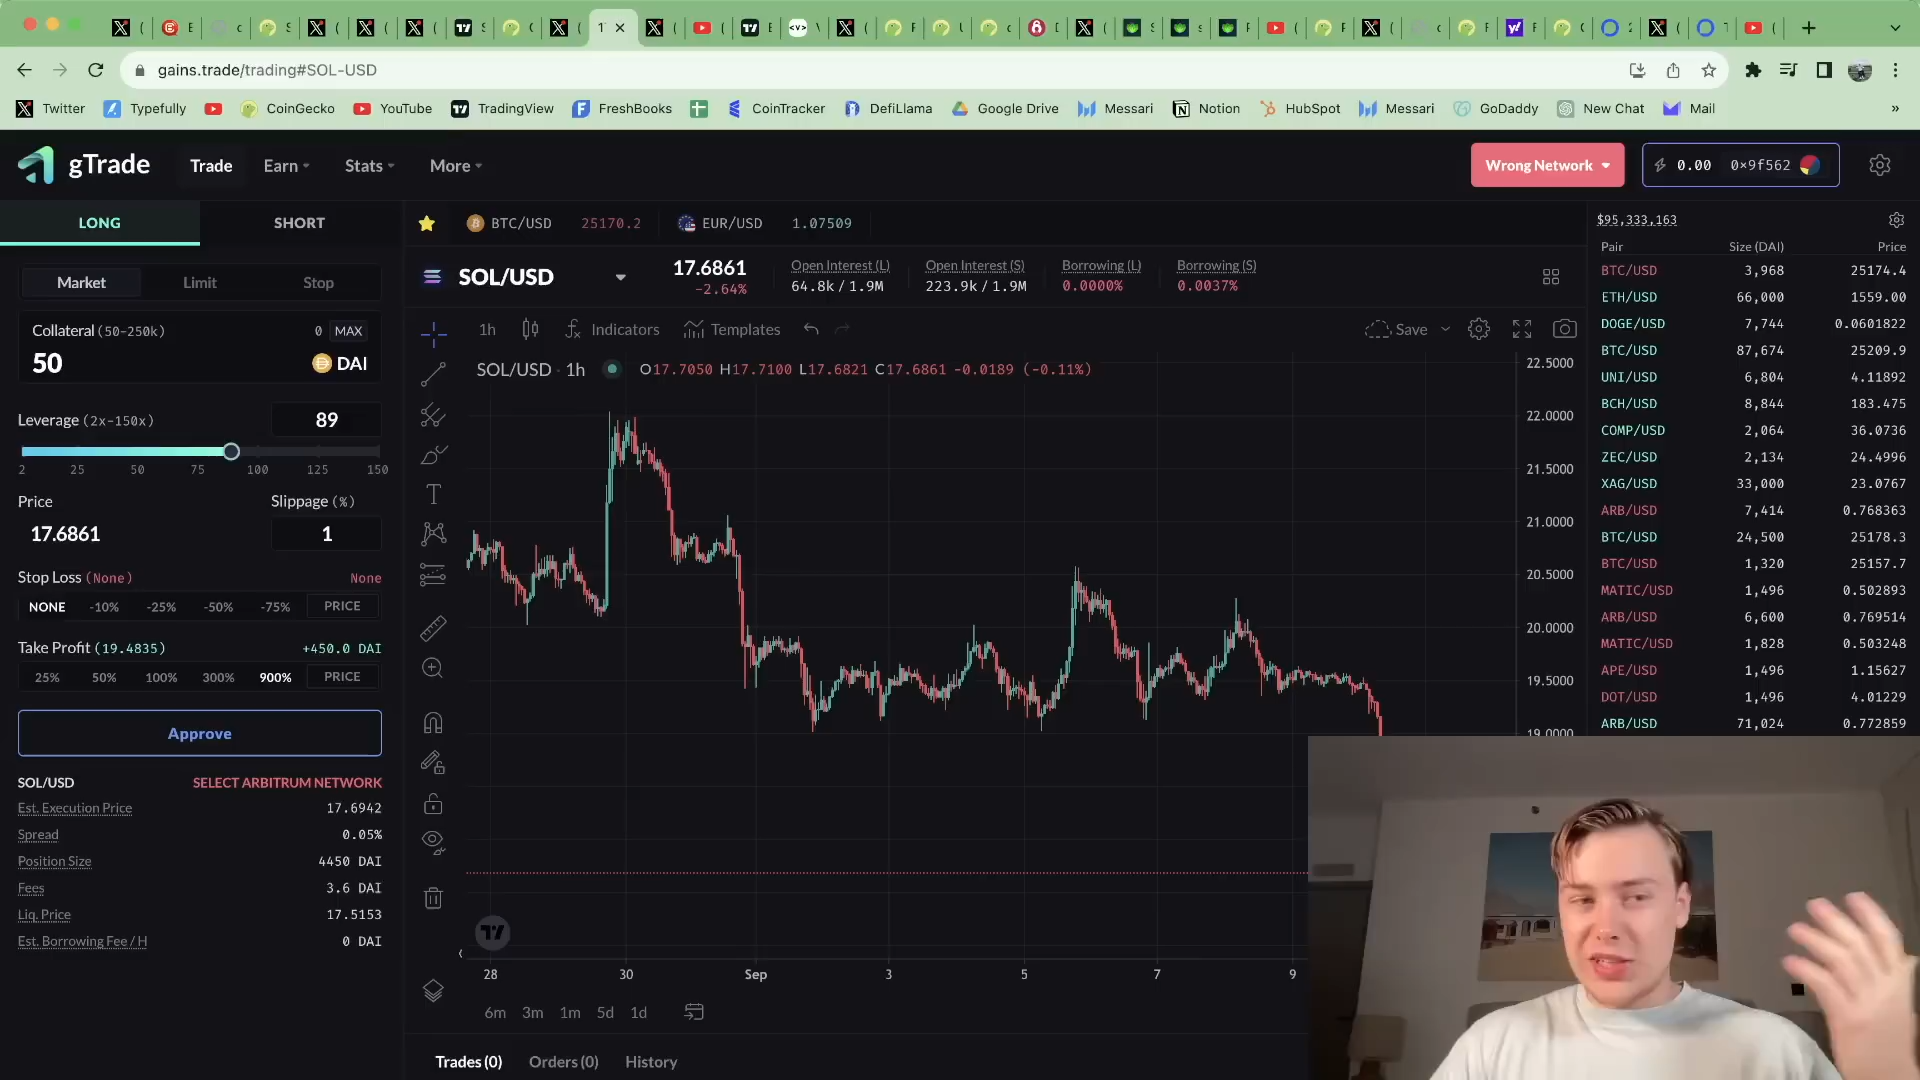 gains.trade/trading#SOL-USD
Twitter Typefully CoinGecko YouTube TradingView FreshBooks CoinTracker DefiLlama Google Drive Messari Notion HubSpot Messari GoDaddy New Chat Mail »
gTrade Trade Earn Stats More Wrong Network 0.00 0×9f562
LONG SHORT
BTC/USD 25170.2 EUR/USD 1.07509
Market Limit Stop
Collateral (50-250k) 0 MAX
50 DAI
Leverage (2x-150x) 89
2 25 50 75 100 125 150
Price Slippage (%)
17.6861 1
Stop Loss (None) None
NONE -10% -25% -50% -75% PRICE
Take Profit (19.4835) +450.0 DAI
25% 50% 100% 300% 900% PRICE
Approve
SOL/USD SELECT ARBITRUM NETWORK
Est. Execution Price 17.6942
Spread 0.05%
Position Size 4450 DAI
Fees 3.6 DAI
Liq. Price 17.5153
Est. Borrowing Fee / H 0 DAI
SOL/USD 17.6861 -2.64%
Open Interest (L) Open Interest (S) Borrowing (L) Borrowing (S)
64.8k / 1.9M 223.9k / 1.9M 0.0000% 0.0037%
1h Indicators Templates Save
SOL/USD · 1h O17.7050 H17.7100 L17.6821 C17.6861 -0.0189 (-0.11%)
22.5000
22.0000
21.5000
21.0000
20.5000
20.0000
19.5000
19.0000
28 30 Sep 3 5 7 9
6m 3m 1m 5d 1d
Trades (0) Orders (0) History
$95,333,163
Pair Size (DAI) Price
BTC/USD 3,968 25174.4
ETH/USD 66,000 1559.00
DOGE/USD 7,744 0.0601822
BTC/USD 87,674 25209.9
UNI/USD 6,804 4.11892
BCH/USD 8,844 183.475
COMP/USD 2,064 36.0736
ZEC/USD 2,134 24.4996
XAG/USD 33,000 23.0767
ARB/USD 7,414 0.768363
BTC/USD 24,500 25178.3
BTC/USD 1,320 25157.7
MATIC/USD 1,496 0.502893
ARB/USD 6,600 0.769514
MATIC/USD 1,828 0.503248
APE/USD 1,496 1.15627
DOT/USD 1,496 4.01229
ARB/USD 71,024 0.772859